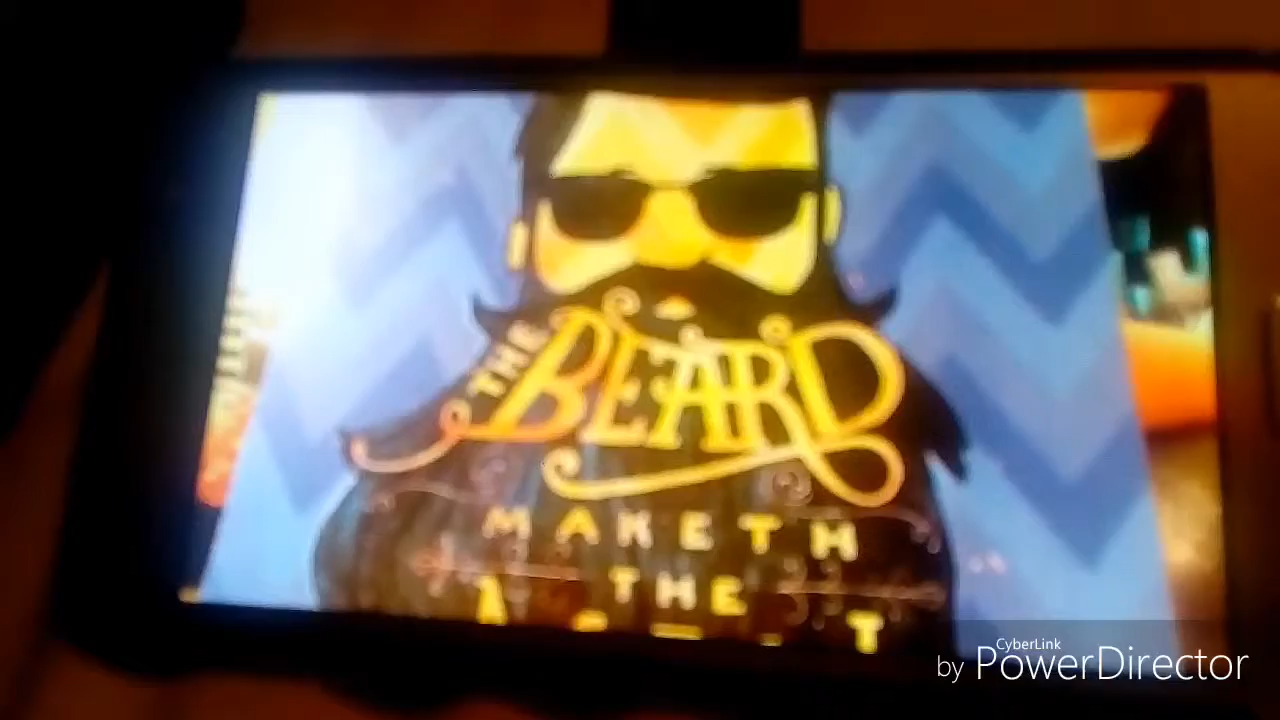 THE
BEARD
MAKETH
THE
CyberLink
by PowerDirector